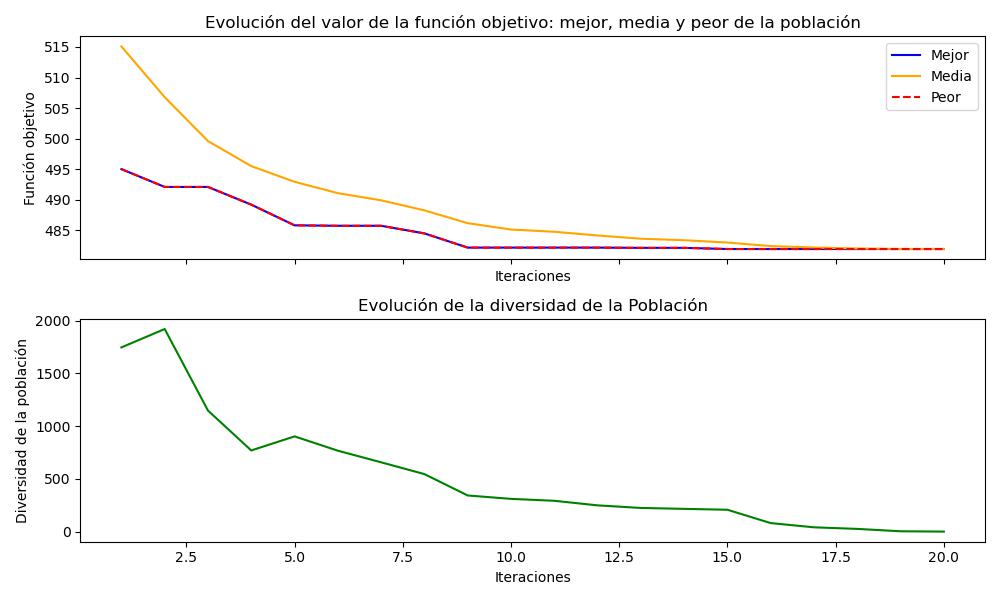 Evolución del valor de la función objetivo: mejor, media y peor de la población
515
510
505
500
495
490
485
Función objetivo
Mejor
Media
Peor
Iteraciones
Evolución de la diversidad de la Población
2000
1500
1000
500
0
Diversidad de la población
2.5 5.0 7.5 10.0 12.5 15.0 17.5 20.0
Iteraciones